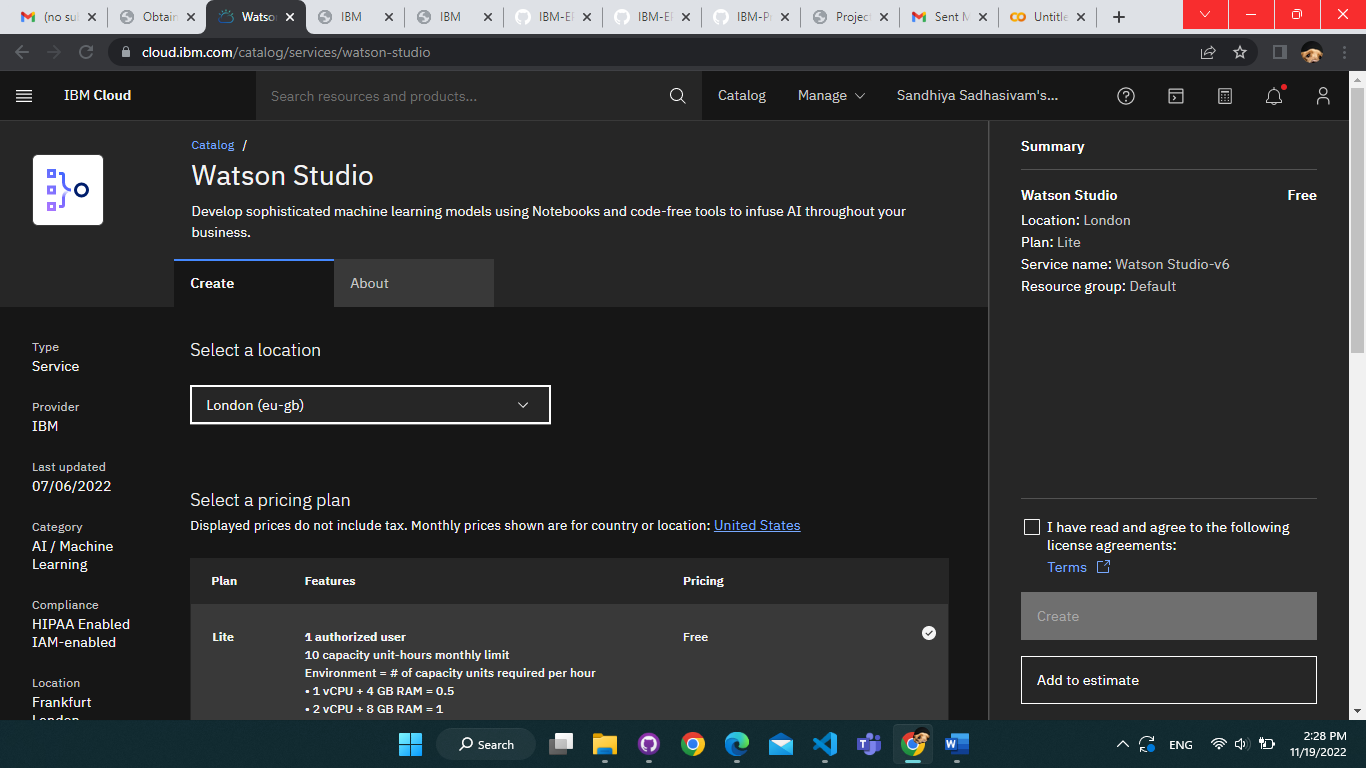 (no su
Obtain
Watso
IBM
IBM
IBM-E
IBM-E
IBM-P
Project
Sent M
Untitle
cloud.ibm.com/catalog/services/watson-studio
IBM Cloud
Search resources and products...
Catalog
Manage
Sandhiya Sadhasivam's...
Catalog /
Watson Studio
Develop sophisticated machine learning models using Notebooks and code-free tools to infuse AI throughout your
business.
Create
About
Type
Service
Provider
IBM
Last updated
07/06/2022
Category
AI / Machine
Learning
Compliance
HIPAA Enabled
IAM-enabled
Location
Frankfurt
London
Select a location
London (eu-gb)
Select a pricing plan
Displayed prices do not include tax. Monthly prices shown are for country or location: United States
Plan Features Pricing
Lite 1 authorized user Free
10 capacity unit-hours monthly limit
Environment = # of capacity units required per hour
• 1 vCPU + 4 GB RAM = 0.5
• 2 vCPU + 8 GB RAM = 1
Summary
Watson Studio Free
Location: London
Plan: Lite
Service name: Watson Studio-v6
Resource group: Default
I have read and agree to the following
license agreements:
Terms
Create
Add to estimate
Search
ENG
2:28 PM
11/19/2022